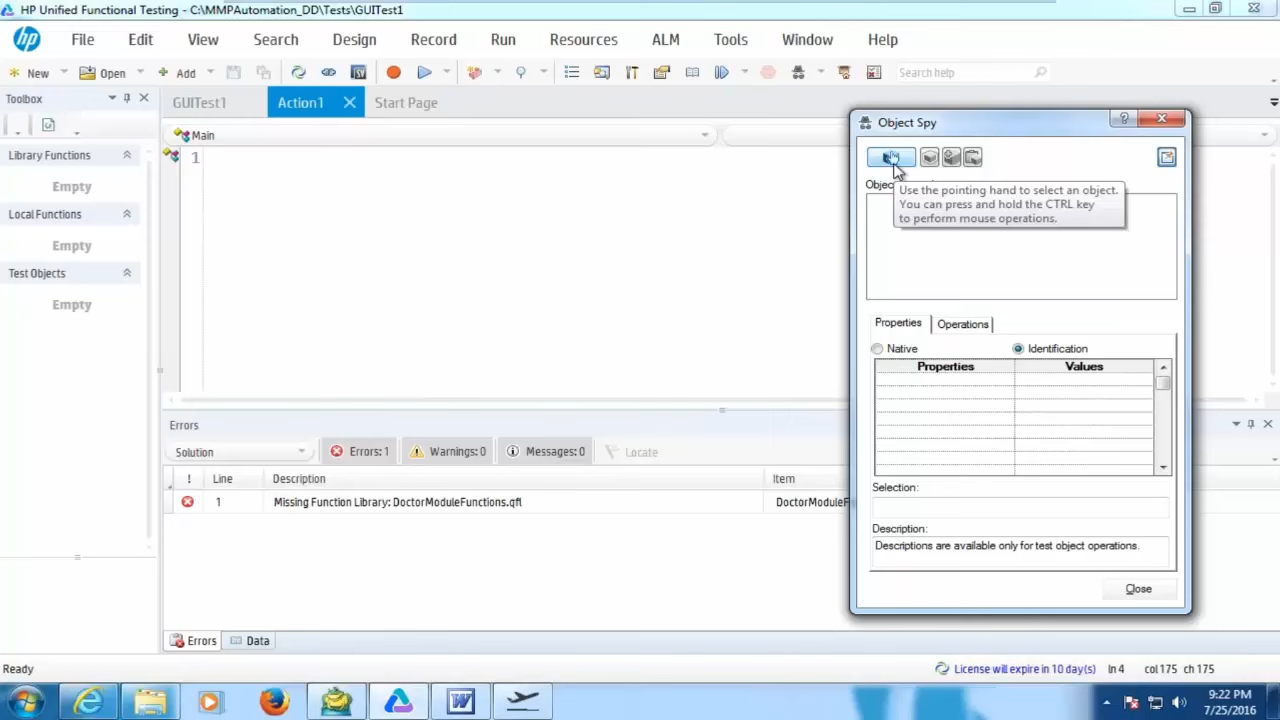 HP Unified Functional Testing - C:\MMPAutomation_DD\Tests\GUITest1
hp File Edit View Search Design Record Run Resources ALM Tools Window Help
New Open Add Search help
Toolbox
GUITest1 Action1 Start Page
Main
1
Library Functions
Empty
Local Functions
Empty
Test Objects
Empty
Object Spy
Use the pointing hand to select an object.
You can press and hold the CTRL key
to perform mouse operations.
Properties Operations
Native Identification
Properties Values
Selection:
Description:
Descriptions are available only for test object operations.
Close
Errors
Solution Errors: 1 Warnings: 0 Messages: 0 Locate
! Line Description Item
1 Missing Function Library: DoctorModuleFunctions.qfl
Errors Data
Ready License will expire in 10 day(s) ln 4 col 175 ch 175
9:22 PM
7/25/2016